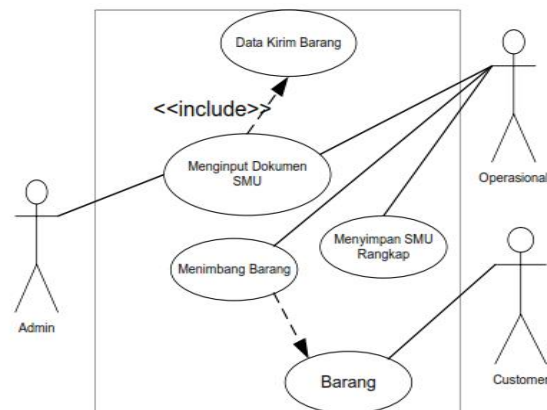 Data Kirim Barang
<<include>>
Operasional
Menginput Dokumen
SMU
Menyimpan SMU
Rangkap
Menimbang Barang
Admin
Barang
Customer